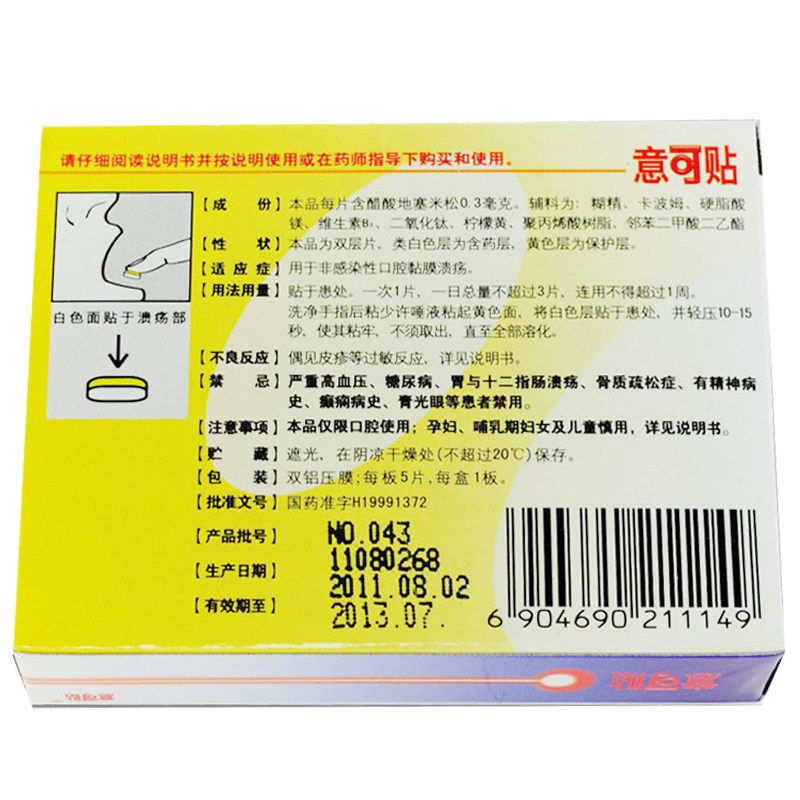 请仔细阅读说明书并按说明使用或在药师指导下购买和使用。
意可贴
【成 份】本品每片含醋酸地塞米松0.3毫克。辅料为：糊精、卡波姆、硬脂酸
镁、维生素B₁、二氧化钛、柠檬黄、聚丙烯酸树脂、邻苯二甲酸二乙酯
【性 状】本品为双层片，类白色层为含药层，黄色层为保护层。
【适 应 症】用于非感染性口腔黏膜溃疡。
【用法用量】贴于患处。一次1片，一日总量不超过3片，连用不得超过1周。
洗净手指后粘少许唾液粘起黄色面，将白色层贴于患处，并轻压10-15
秒，使其粘牢，不须取出，直至全部溶化。
白色面贴于溃疡部
【不良反应】偶见皮疹等过敏反应，详见说明书。
【禁 忌】严重高血压、糖尿病、胃与十二指肠溃疡、骨质疏松症、有精神病
史、癫痫病史、青光眼等患者禁用。
【注意事项】本品仅限口腔使用；孕妇、哺乳期妇女及儿童慎用，详见说明书。
【贮 藏】遮光，在阴凉干燥处(不超过20℃)保存。
【包 装】双铝压膜；每板5片，每盒1板。
【批准文号】国药准字H19991372
【产品批号】NO.043
11080268
【生产日期】2011.08.02
【有效期至】2013.07.
6 904690 211149
意可贴
意可贴